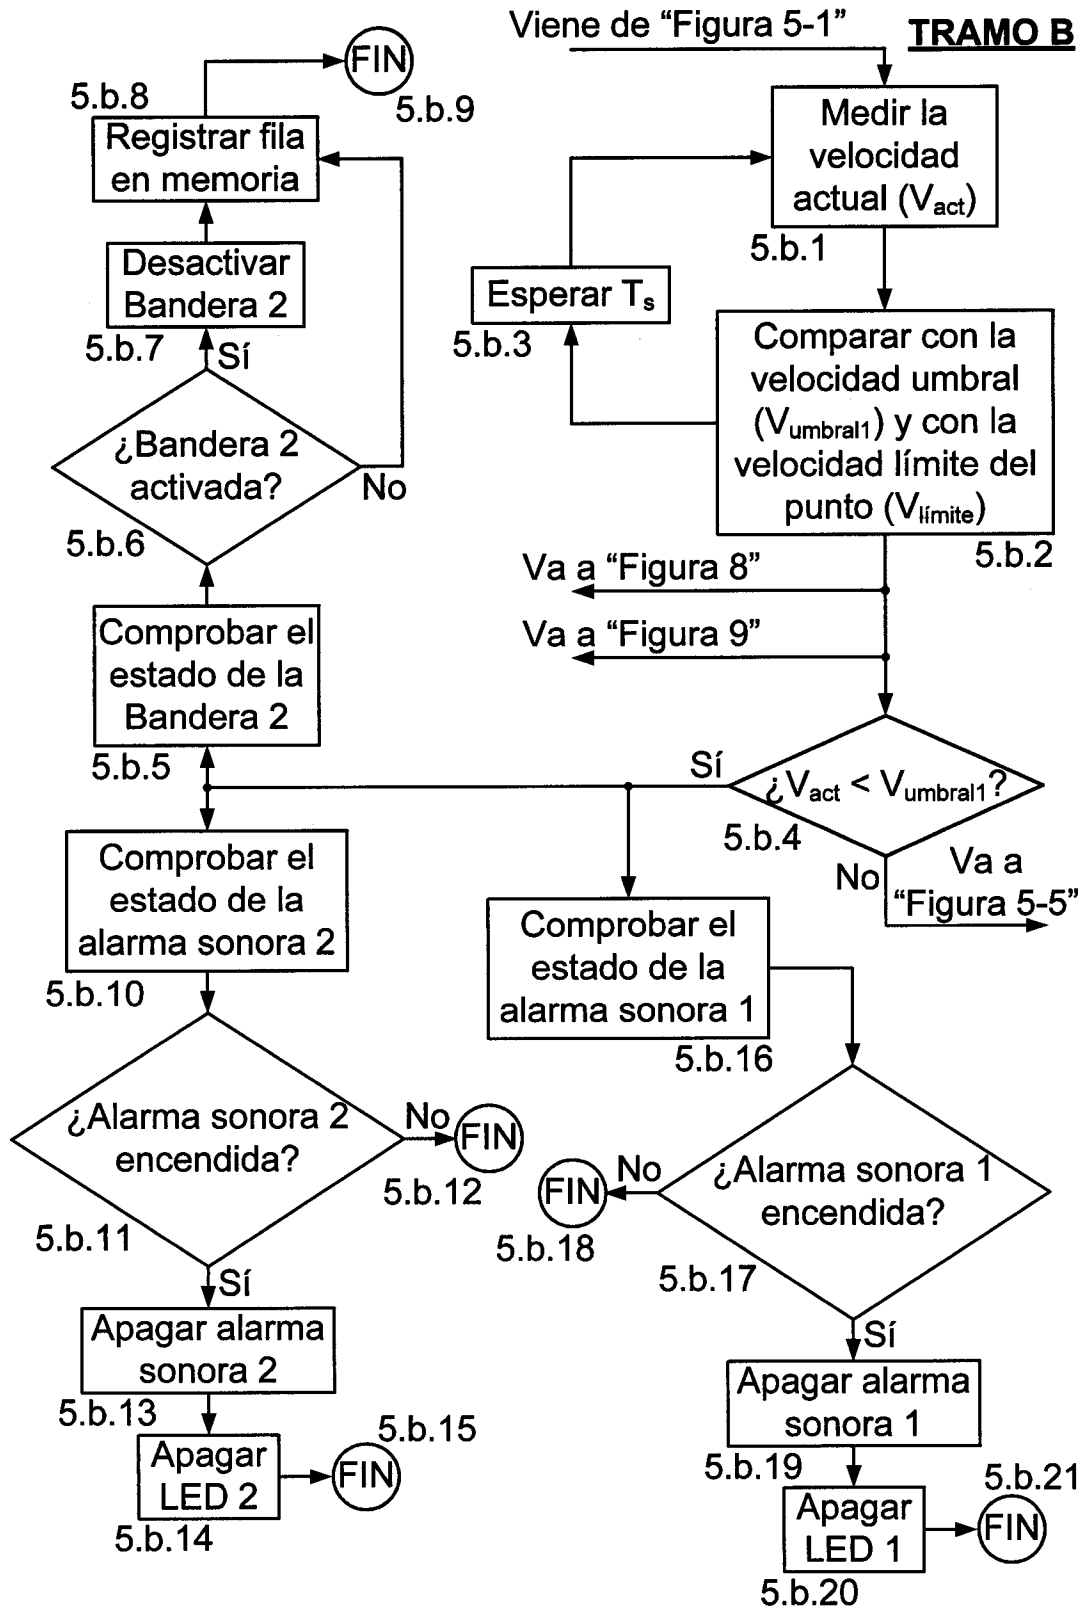 Viene de “Figura 5-1”
TRAMO B
FIN
5.b.9
5.b.8
Registrar fila
en memoria
Desactivar
Bandera 2
5.b.7
Sí
¿Bandera 2
activada?
No
5.b.6
Comprobar el
estado de la
Bandera 2
5.b.5
Medir la
velocidad
actual (Vact)
5.b.1
Esperar Ts
5.b.3
Comparar con la
velocidad umbral
(Vumbral1) y con la
velocidad límite del
punto (Vlímite)
5.b.2
Va a “Figura 8”
Va a “Figura 9”
Sí
¿Vact < Vumbral1?
5.b.4
No
Va a
“Figura 5-5”
Comprobar el
estado de la
alarma sonora 2
5.b.10
¿Alarma sonora 2
encendida?
No
FIN
5.b.12
5.b.11
Sí
Apagar alarma
sonora 2
5.b.13
Apagar
LED 2
5.b.14
FIN
5.b.15
Comprobar el
estado de la
alarma sonora 1
5.b.16
¿Alarma sonora 1
encendida?
No
FIN
5.b.18
5.b.17
Sí
Apagar alarma
sonora 1
5.b.19
Apagar
LED 1
5.b.20
FIN
5.b.21